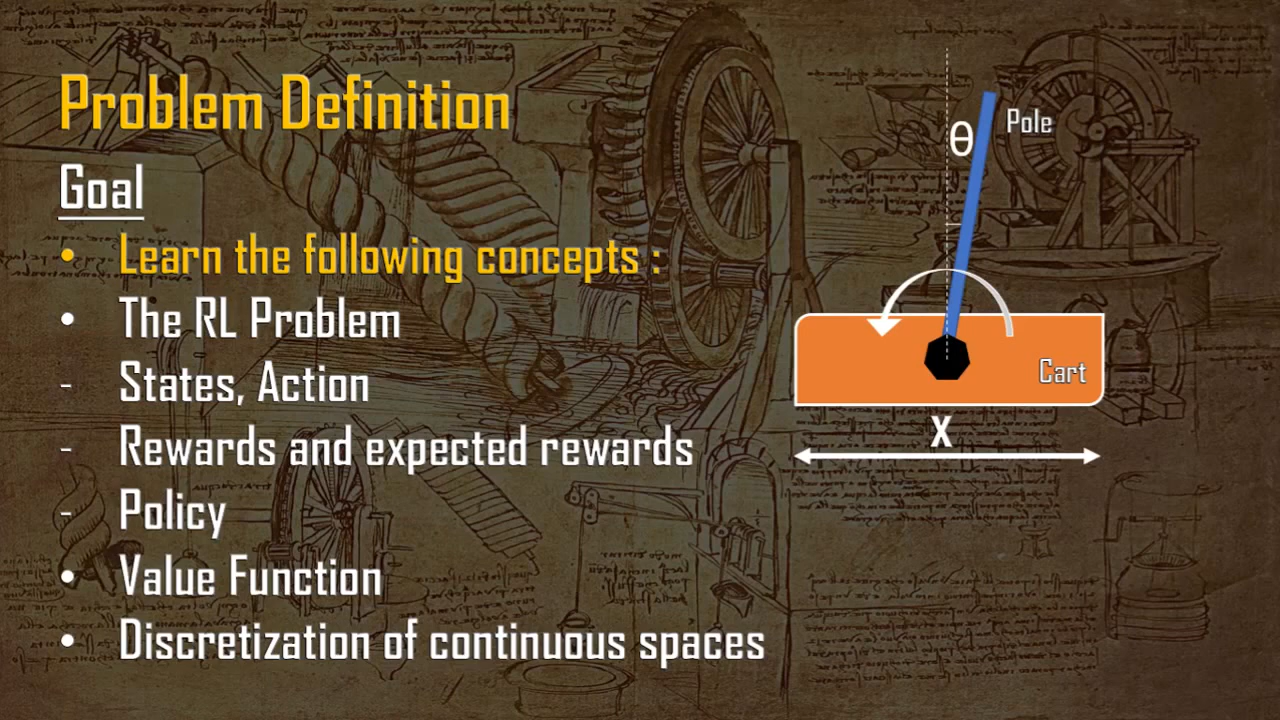 Problem Definition
Goal
• Learn the following concepts :
• The RL Problem
- States, Action
- Rewards and expected rewards
- Policy
• Value Function
• Discretization of continuous spaces
θ
Pole
Cart
X